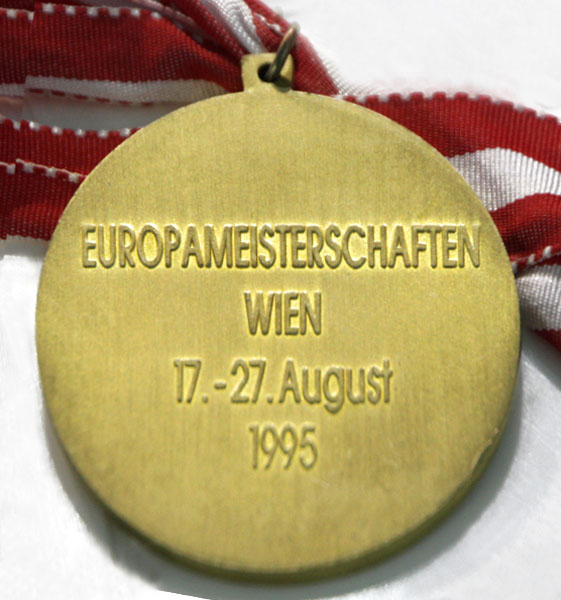 EUROPAMEISTERSCHAFTEN
WIEN
17.-27. August
1995